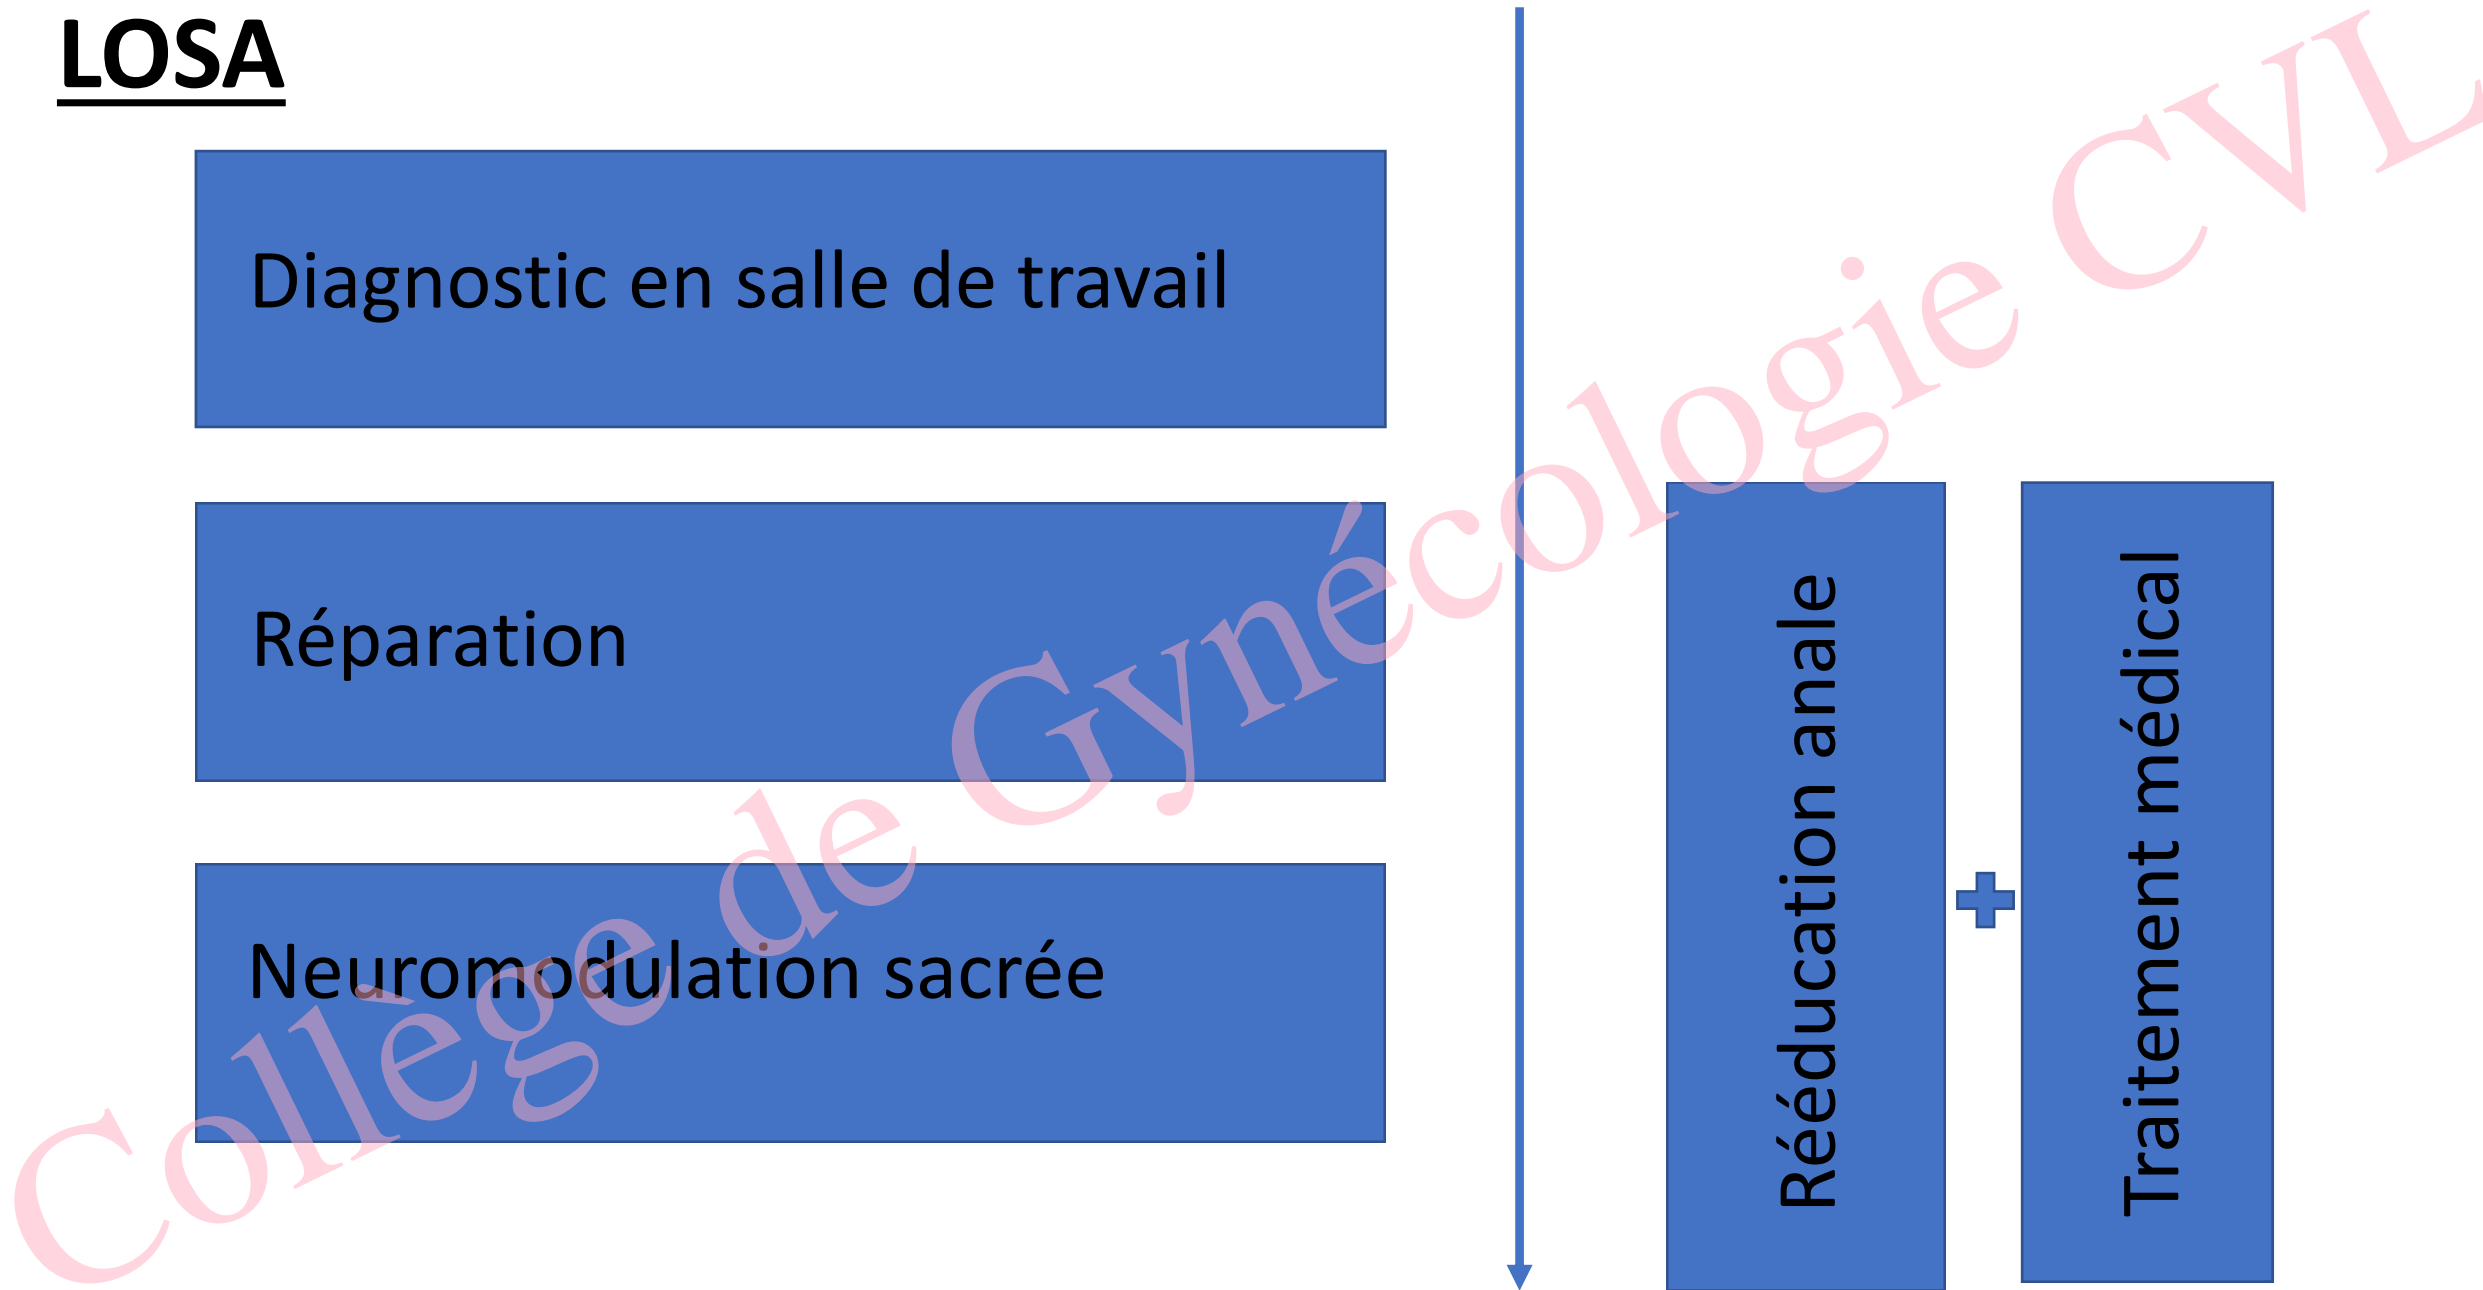 LOSA
Diagnostic en salle de travail
Réparation
Neuromodulation sacrée
Rééducation anale
Traitement médical
Collège de Gynécologie CVL